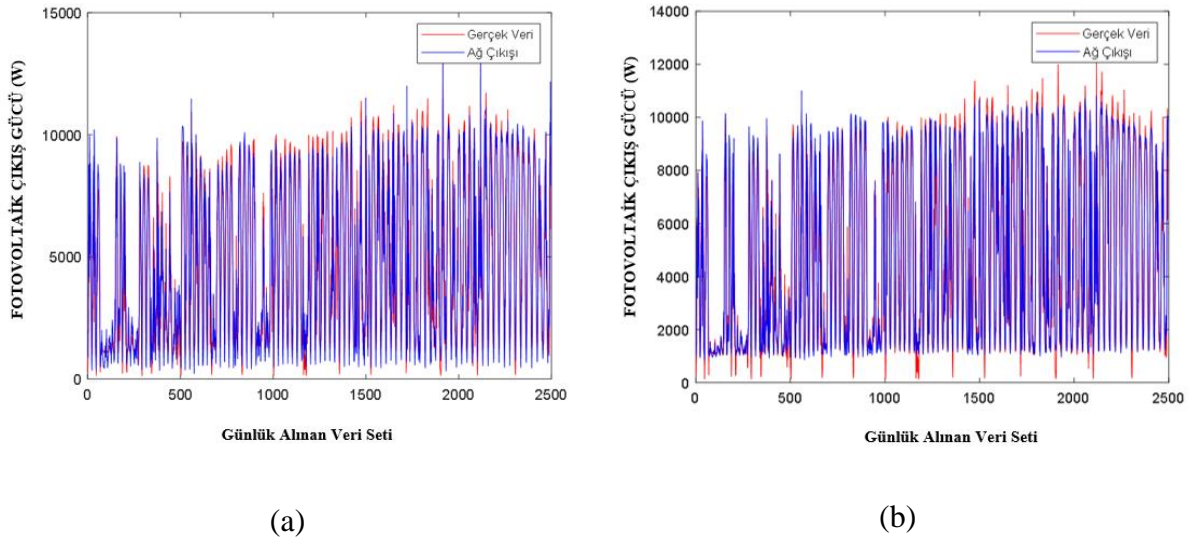 FOTOVOLTAİK ÇIKIŞ GÜCÜ (W)
15000
10000
5000
0
Gerçek Veri
Ağ Çıkışı
0 500 1000 1500 2000 2500
Günlük Alınan Veri Seti
(a)
FOTOVOLTAİK ÇIKIŞ GÜCÜ (W)
14000
12000
10000
8000
6000
4000
2000
0
Gerçek Veri
Ağ Çıkışı
0 500 1000 1500 2000 2500
Günlük Alınan Veri Seti
(b)